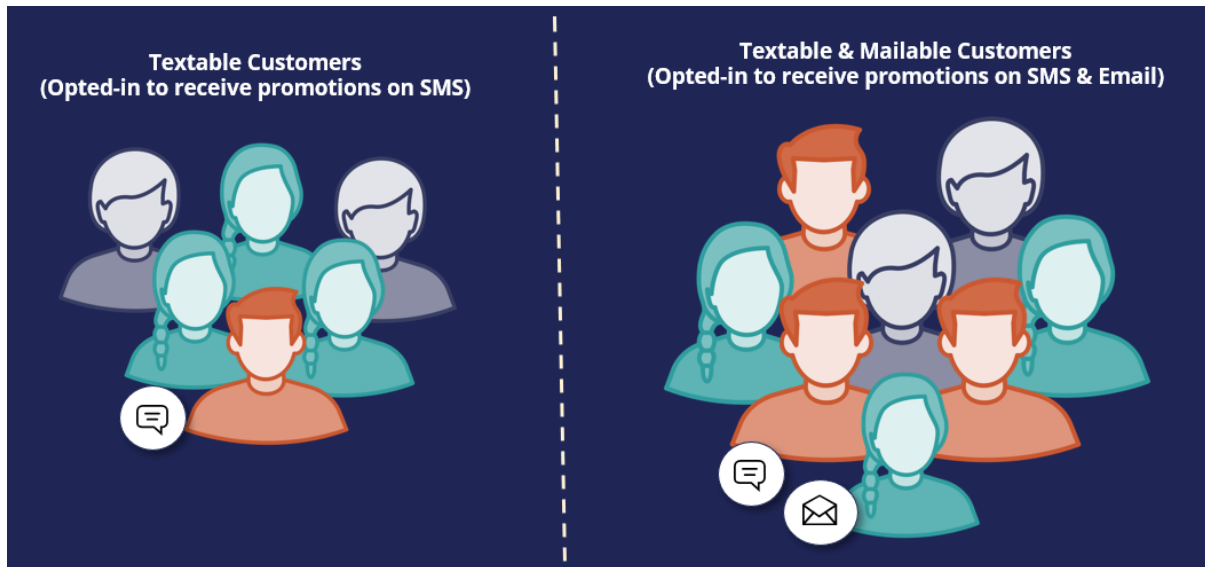 Textable Customers
(Opted-in to receive promotions on SMS)
Textable & Mailable Customers
(Opted-in to receive promotions on SMS & Email)